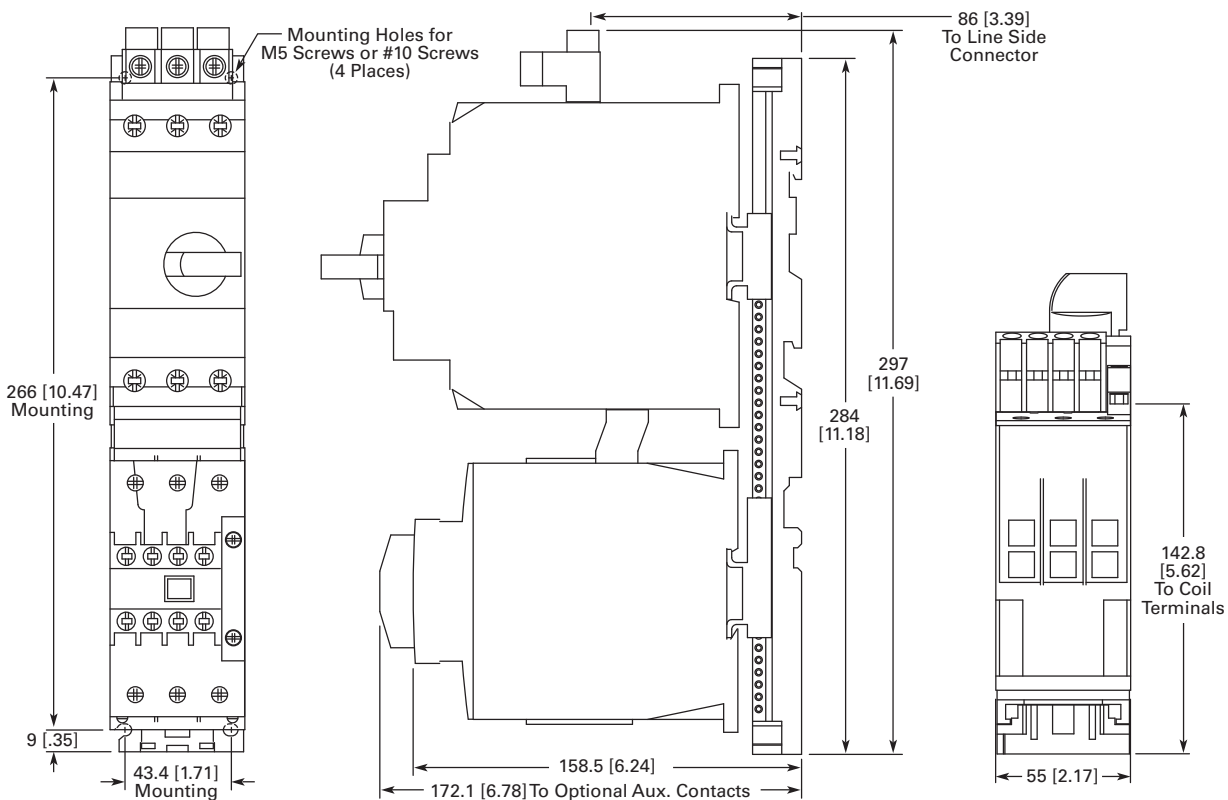 86 [3.39]
To Line Side
Connector
Mounting Holes for
M5 Screws or #10 Screws
(4 Places)
266 [10.47]
Mounting
297
[11.69]
284
[11.18]
142.8
[5.62]
To Coil
Terminals
9 [.35]
43.4 [1.71]
Mounting
158.5 [6.24]
172.1 [6.78] To Optional Aux. Contacts
55 [2.17]